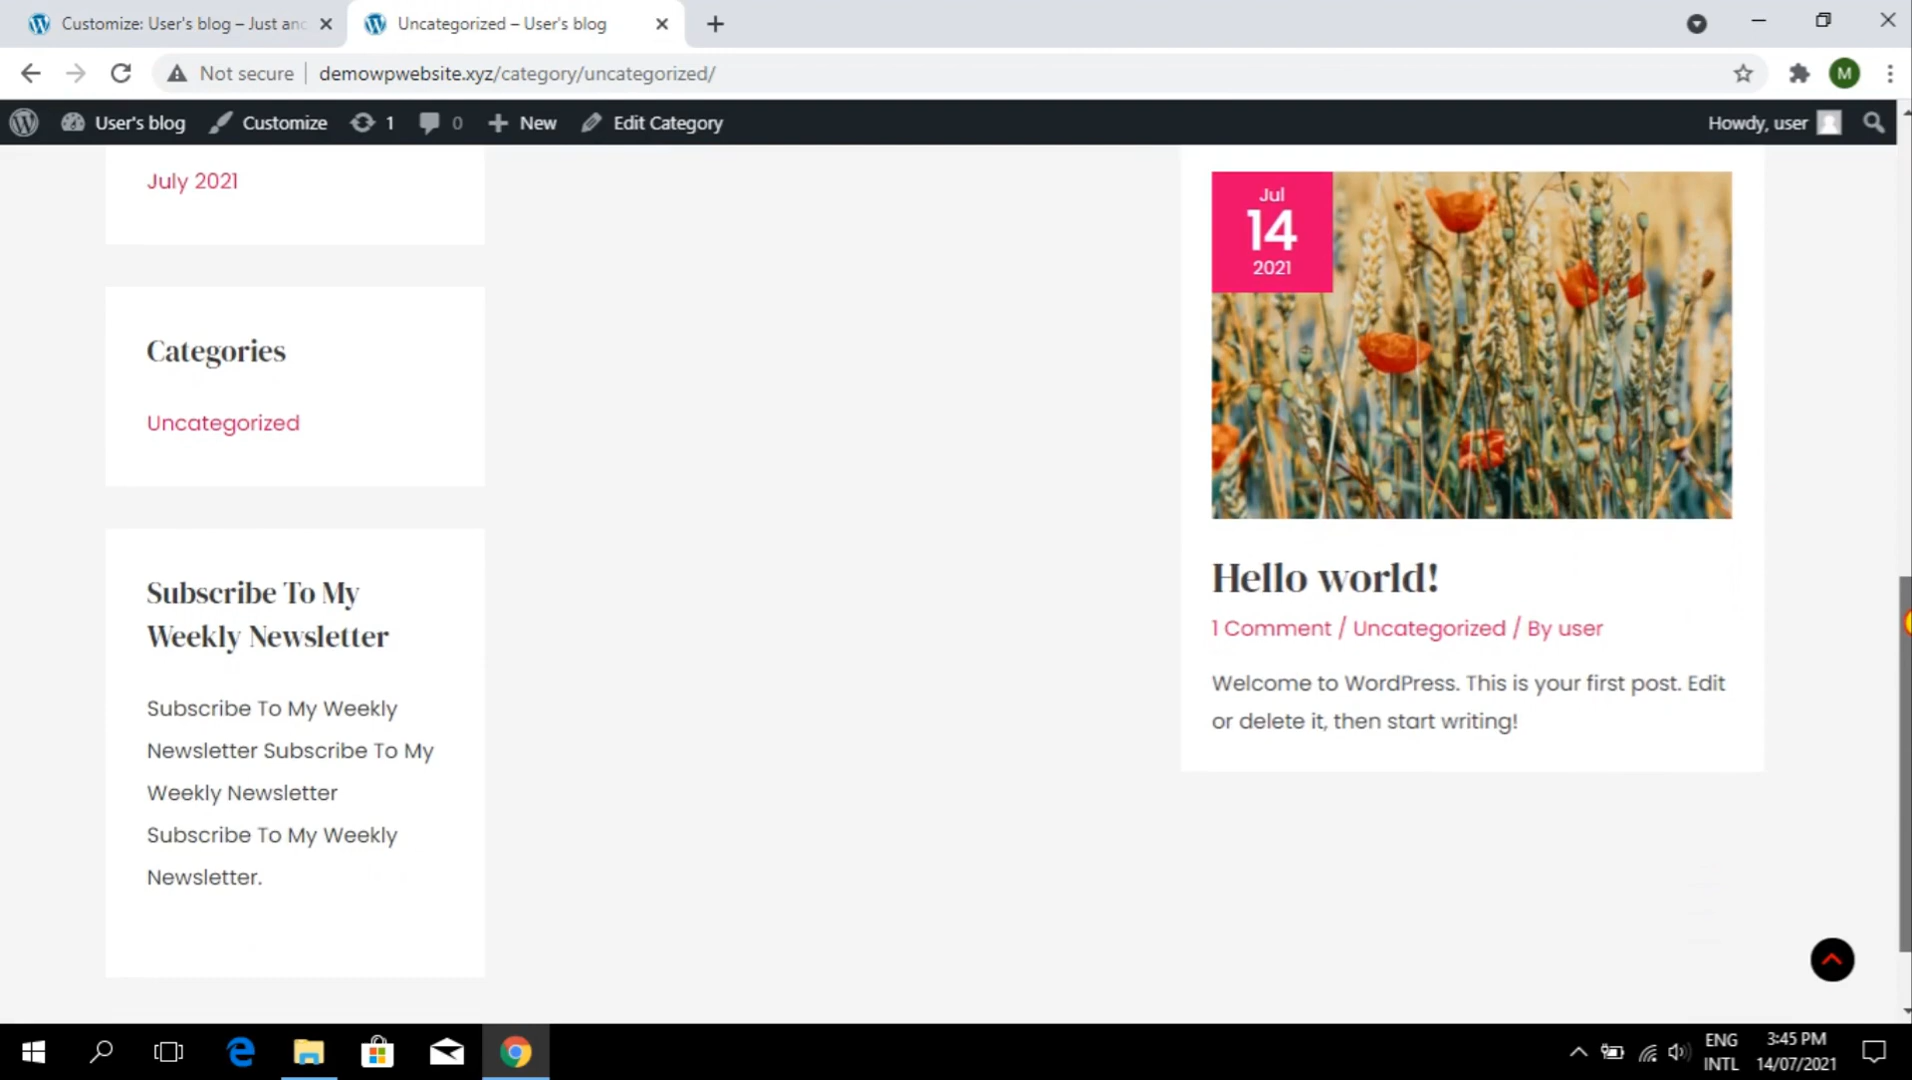 Customize: User's blog – Just an
Uncategorized – User's blog
Not secure
demowpwebsite.xyz/category/uncategorized/
M
User's blog
Customize
1
0
New
Edit Category
Howdy, user
July 2021
Categories
Uncategorized
Subscribe To My
Weekly Newsletter
Subscribe To My Weekly
Newsletter Subscribe To My
Weekly Newsletter
Subscribe To My Weekly
Newsletter.
Jul
14
2021
Hello world!
1 Comment / Uncategorized / By user
Welcome to WordPress. This is your first post. Edit
or delete it, then start writing!
ENG
INTL
3:45 PM
14/07/2021